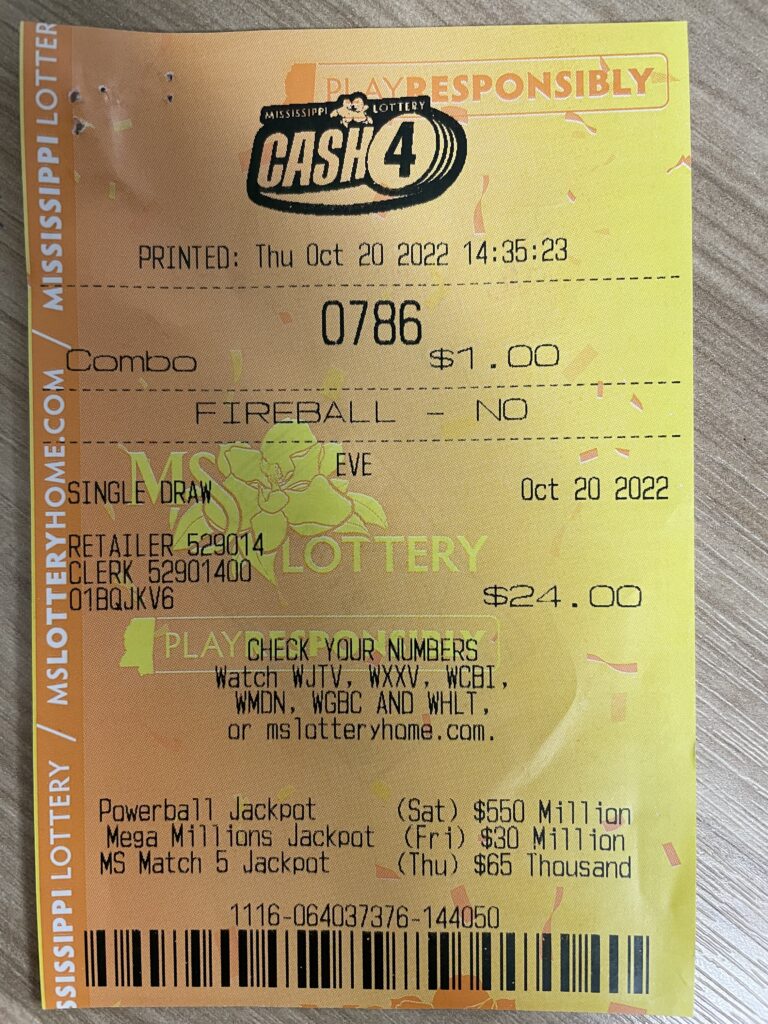 PLAYRESPONSIBLY
MISSISSIPPI LOTTERY
CASH 4
PRINTED: Thu Oct 20 2022 14:35:23
0786
Combo $1.00
FIREBALL - NO
EVE
SINGLE DRAW Oct 20 2022
MS LOTTERY
RETAILER 529014
CLERK 52901400
01BQJKV6 $24.00
PLAYRESPONSIBLY
CHECK YOUR NUMBERS
Watch WJTV, WXXV, WCBI,
WMDN, WGBC AND WHLT,
or mslotteryhome.com.
Powerball Jackpot (Sat) $550 Million
Mega Millions Jackpot (Fri) $30 Million
MS Match 5 Jackpot (Thu) $65 Thousand
1116-064037376-144050
SSISSIPPI LOTTERY / MSLOTTERYHOME.COM / MISSISSIPPI LOTTER